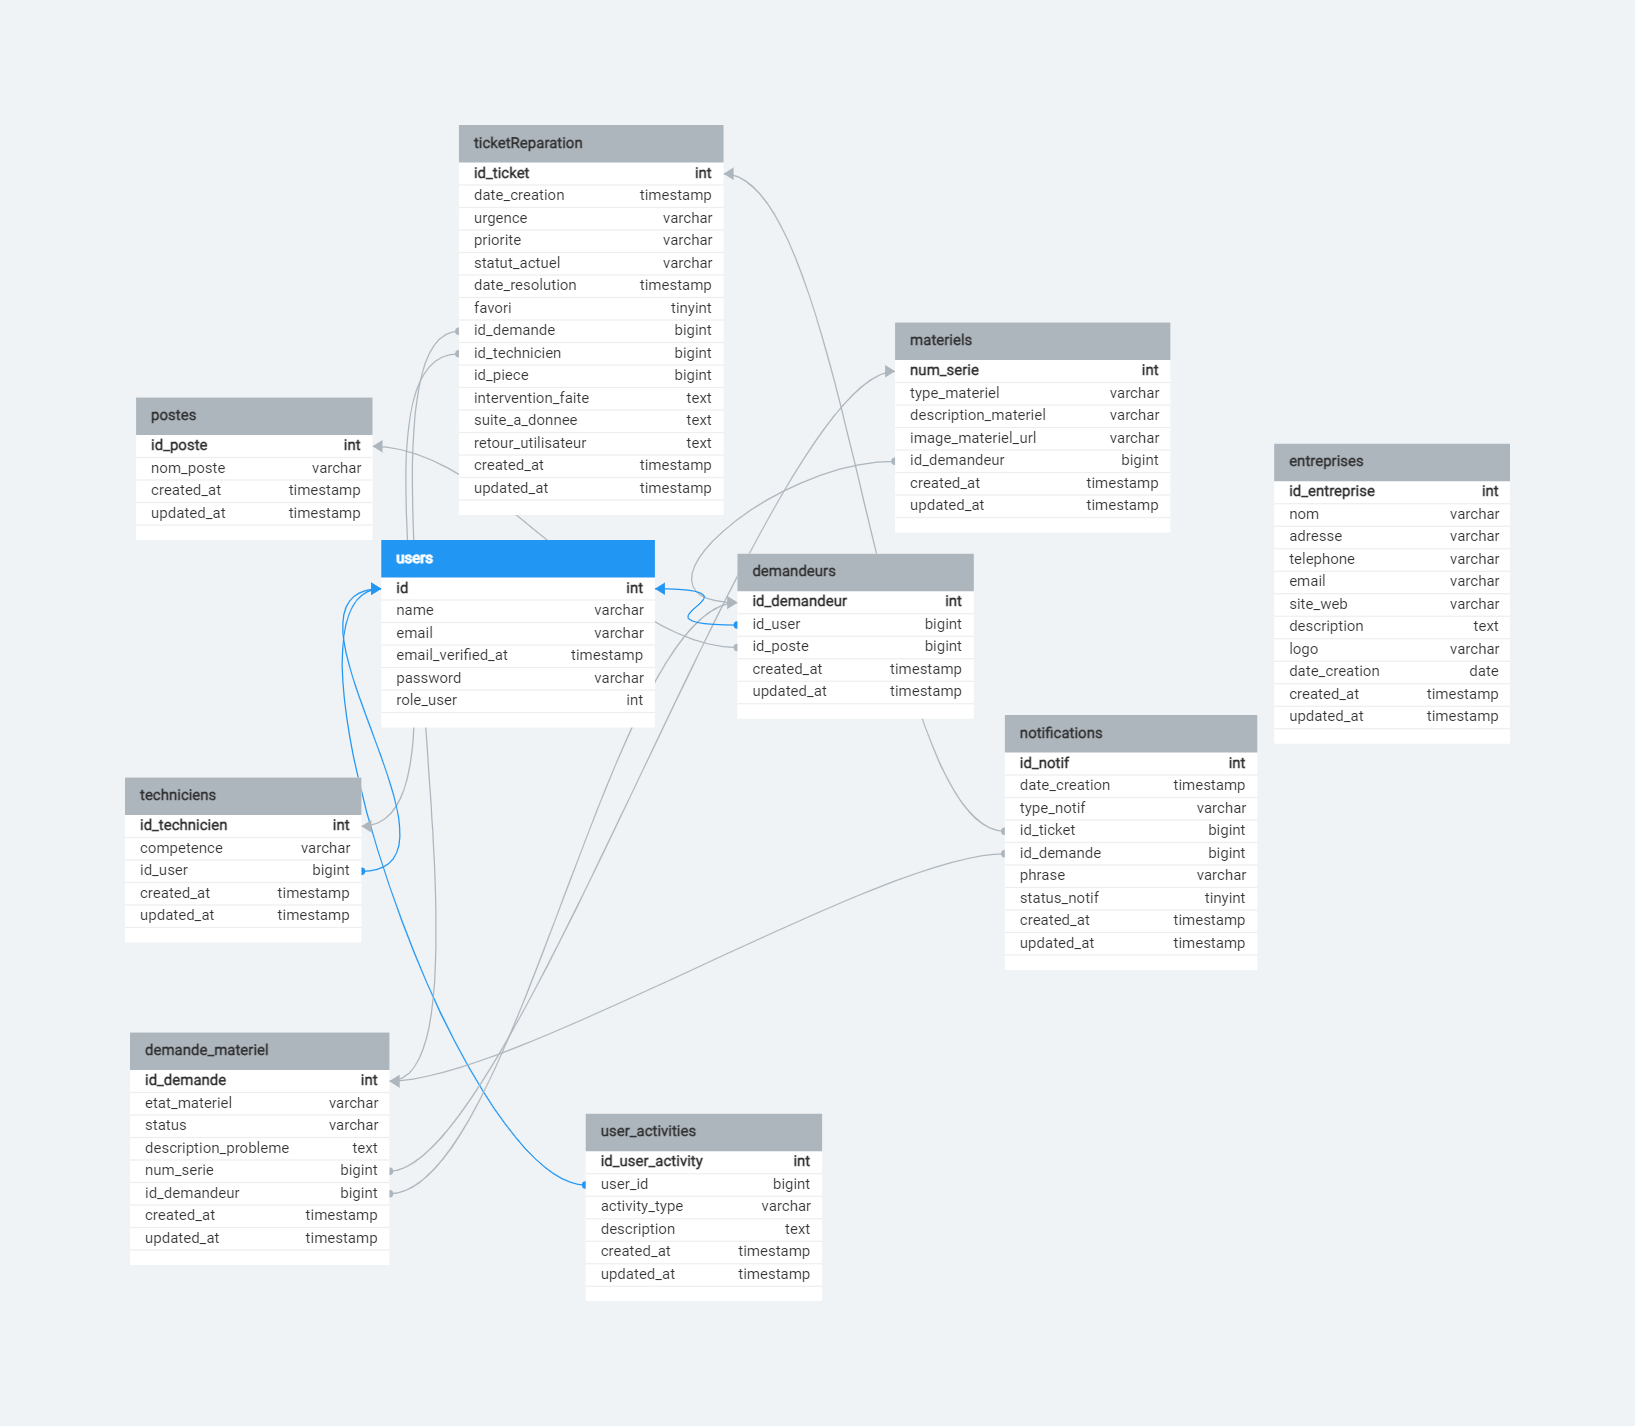 ticketReparation
id_ticket int
date_creation timestamp
urgence varchar
priorite varchar
statut_actuel varchar
date_resolution timestamp
favori tinyint
id_demande bigint
id_technicien bigint
id_piece bigint
intervention_faite text
suite_a_donnee text
retour_utilisateur text
created_at timestamp
updated_at timestamp
materiels
num_serie int
type_materiel varchar
description_materiel varchar
image_materiel_url varchar
id_demandeur bigint
created_at timestamp
updated_at timestamp
postes
id_poste int
nom_poste varchar
created_at timestamp
updated_at timestamp
entreprises
id_entreprise int
nom varchar
adresse varchar
telephone varchar
email varchar
site_web varchar
description text
logo varchar
date_creation date
created_at timestamp
updated_at timestamp
users
id int
name varchar
email varchar
email_verified_at timestamp
password varchar
role_user int
demandeurs
id_demandeur int
id_user bigint
id_poste bigint
created_at timestamp
updated_at timestamp
notifications
id_notif int
date_creation timestamp
type_notif varchar
id_ticket bigint
id_demande bigint
phrase varchar
status_notif tinyint
created_at timestamp
updated_at timestamp
techniciens
id_technicien int
competence varchar
id_user bigint
created_at timestamp
updated_at timestamp
demande_materiel
id_demande int
etat_materiel varchar
status varchar
description_probleme text
num_serie bigint
id_demandeur bigint
created_at timestamp
updated_at timestamp
user_activities
id_user_activity int
user_id bigint
activity_type varchar
description text
created_at timestamp
updated_at timestamp